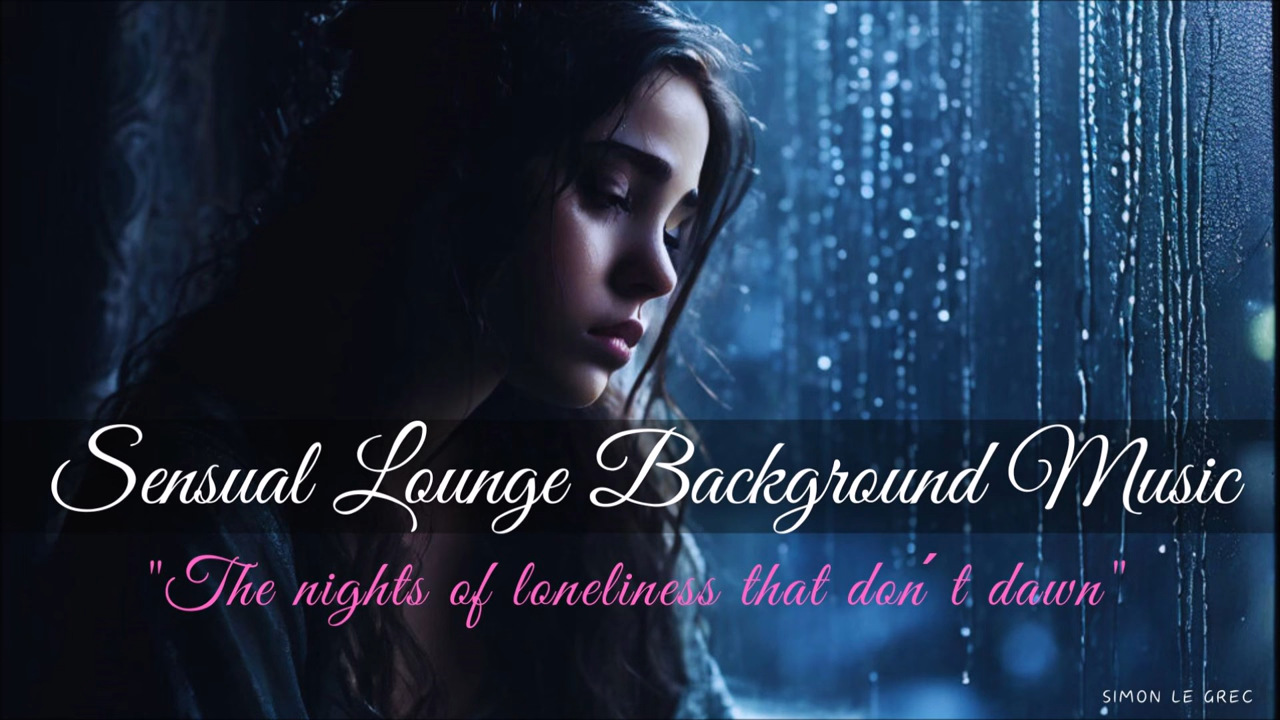 Sensual Lounge Background Music
"The nights of loneliness that don´t dawn"
SIMON LE GREC